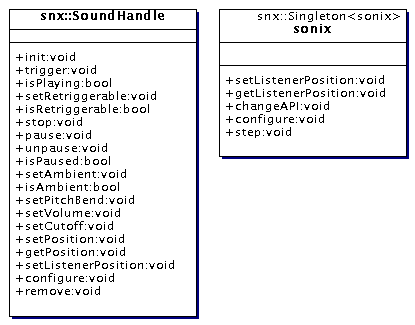 snx::SoundHandle
+init:void
+trigger:void
+isPlaying:bool
+setRetriggerable:void
+isRetriggerable:bool
+stop:void
+pause:void
+unpause:void
+isPaused:bool
+setAmbient:void
+isAmbient:bool
+setPitchBend:void
+setVolume:void
+setCutoff:void
+setPosition:void
+getPosition:void
+setListenerPosition:void
+configure:void
+remove:void
snx::Singleton<sonix>
sonix
+setListenerPosition:void
+getListenerPosition:void
+changeAPI:void
+configure:void
+step:void